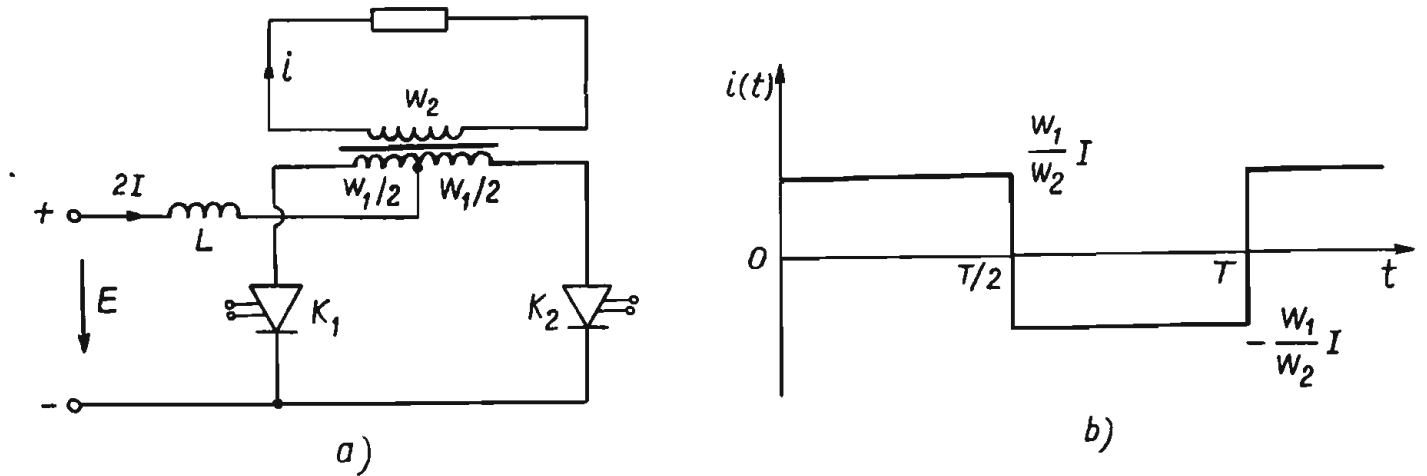 i
W₂
W₁/2 W₁/2
2I
+
L
E
K₁
K₂
-
a)
i(t)
W₁/W₂ I
0
T/2
T
t
- W₁/W₂ I
b)